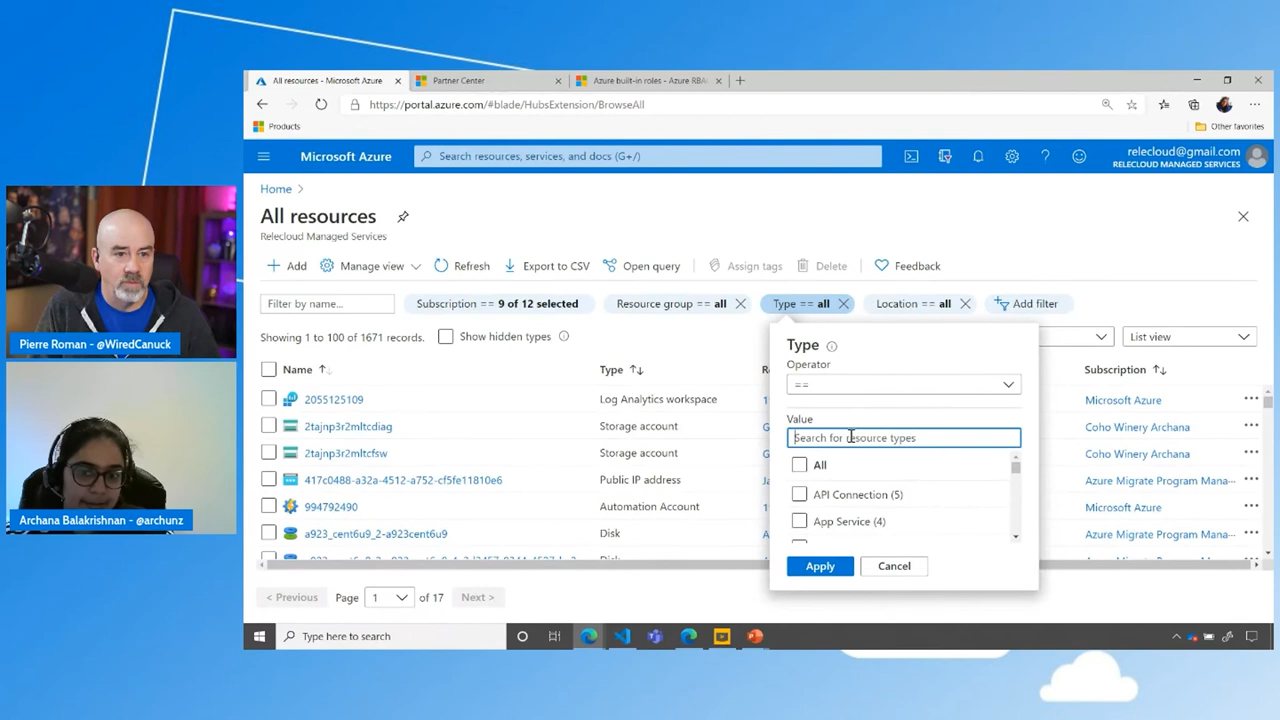 All resources - Microsoft Azure
Partner Center
Azure built-in roles - Azure RBA
https://portal.azure.com/#blade/HubsExtension/BrowseAll
Products
Other favorites
Microsoft Azure
Search resources, services, and docs (G+/)
relecloud@gmail.com
RELECLOUD MANAGED SERVICES
Home
All resources
Relecloud Managed Services
Add
Manage view
Refresh
Export to CSV
Open query
Assign tags
Delete
Feedback
Filter by name...
Subscription == 9 of 12 selected
Resource group == all
Type == all
Location == all
Add filter
Showing 1 to 100 of 1671 records.
Show hidden types
List view
Name
Type
Subscription
2055125109
Log Analytics workspace
Microsoft Azure
2tajnp3r2mltcdiag
Storage account
Coho Winery Archana
2tajnp3r2mltcfsw
Storage account
Coho Winery Archana
417c0488-a32a-4512-a752-cf5fe11810e6
Public IP address
Azure Migrate Program Mana...
994792490
Automation Account
Microsoft Azure
a923_cent6u9_2-a923cent6u9
Disk
Azure Migrate Program Mana...
Disk
Type
Operator
==
Value
Search for resource types
All
API Connection (5)
App Service (4)
Apply
Cancel
< Previous
Page
1
of 17
Next >
Type here to search
Pierre Roman - @WiredCanuck
Archana Balakrishnan - @archunz